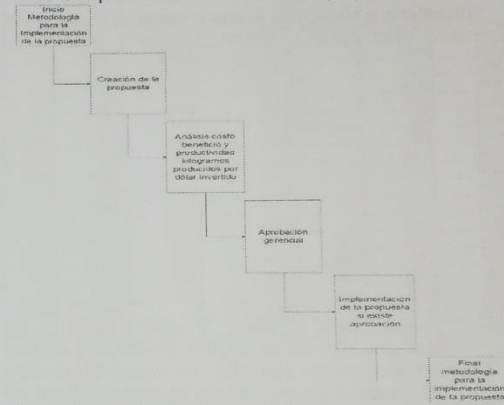 Inicio
Metodología
para la
Implementación
de la propuesta
Creación de la
propuesta
Análisis costo
beneficio y
productividad
kilogramos
producidos por
dólar invertido
Aprobación
gerencial
Implementación
de la propuesta
si existe
aprobación
Final
metodología
para la
implementación
de la propuesta